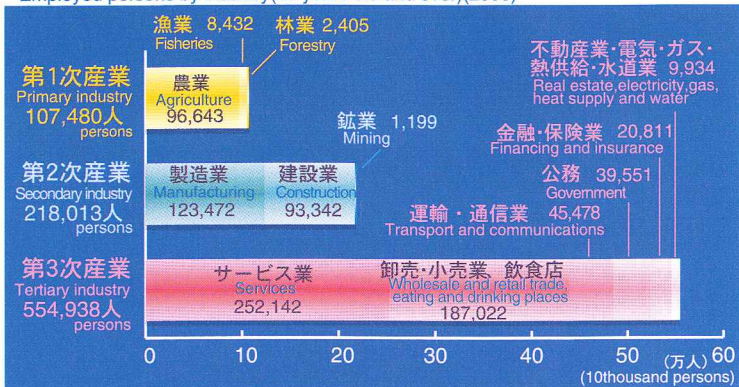 漁業 8,432
Fisheries
林業 2,405
Forestry
第1次産業
Primary industry
107,480人
persons
農業
Agriculture
96,643
不動産業・電気・ガス・
熱供給・水道業 9,934
Real estate,electricity,gas,
heat supply and water
鉱業 1,199
Mining
金融・保険業 20,811
Financing and insurance
第2次産業
Secondary industry
218,013人
persons
製造業
Manufacturing
123,472
建設業
Construction
93,342
公務 39,551
Government
運輸・通信業 45,478
Transport and communications
第3次産業
Tertiary industry
554,938人
persons
サービス業
Services
252,142
卸売・小売業、飲食店
Wholesale and retail trade,
eating and drinking places
187,022
0 10 20 30 40 50 (万人) 60
(10thousand persons)